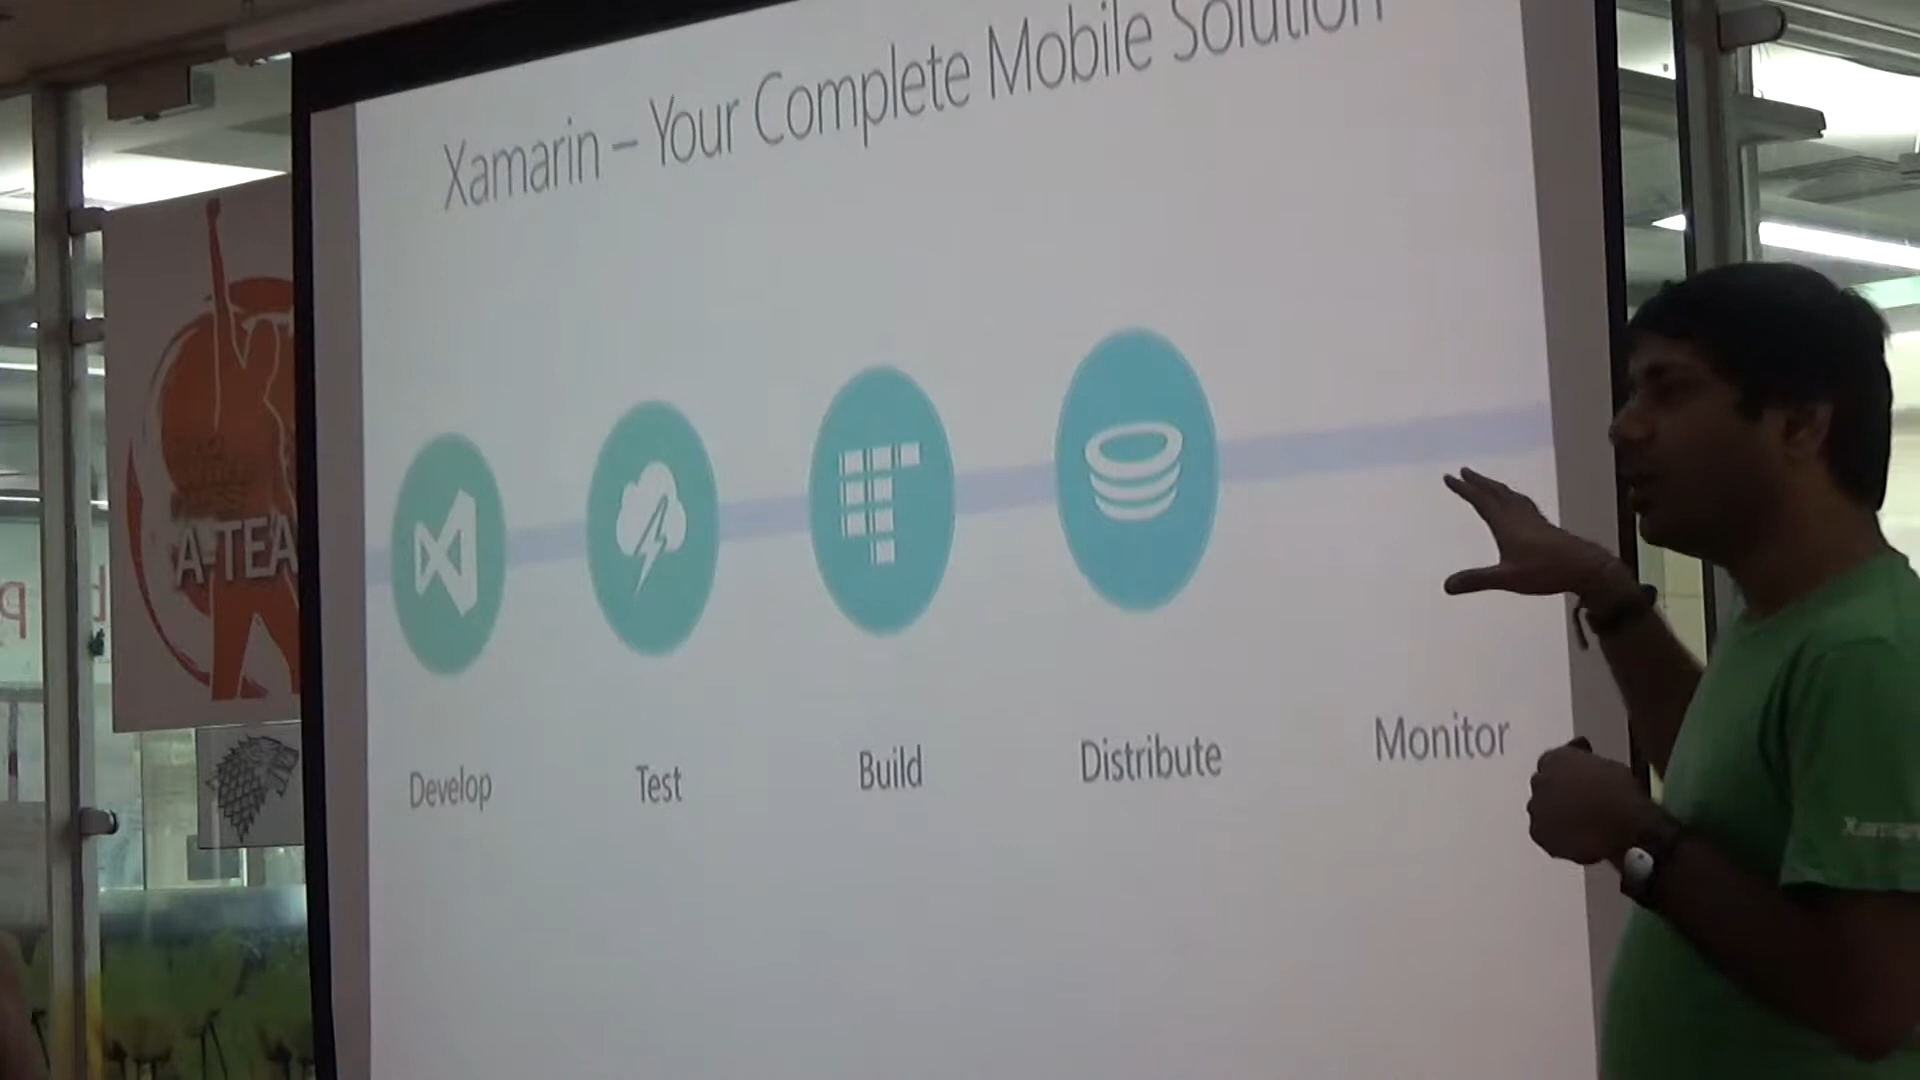 Xamarin – Your Complete Mobile Solution
Develop
Test
Build
Distribute
Monitor
A-TEA